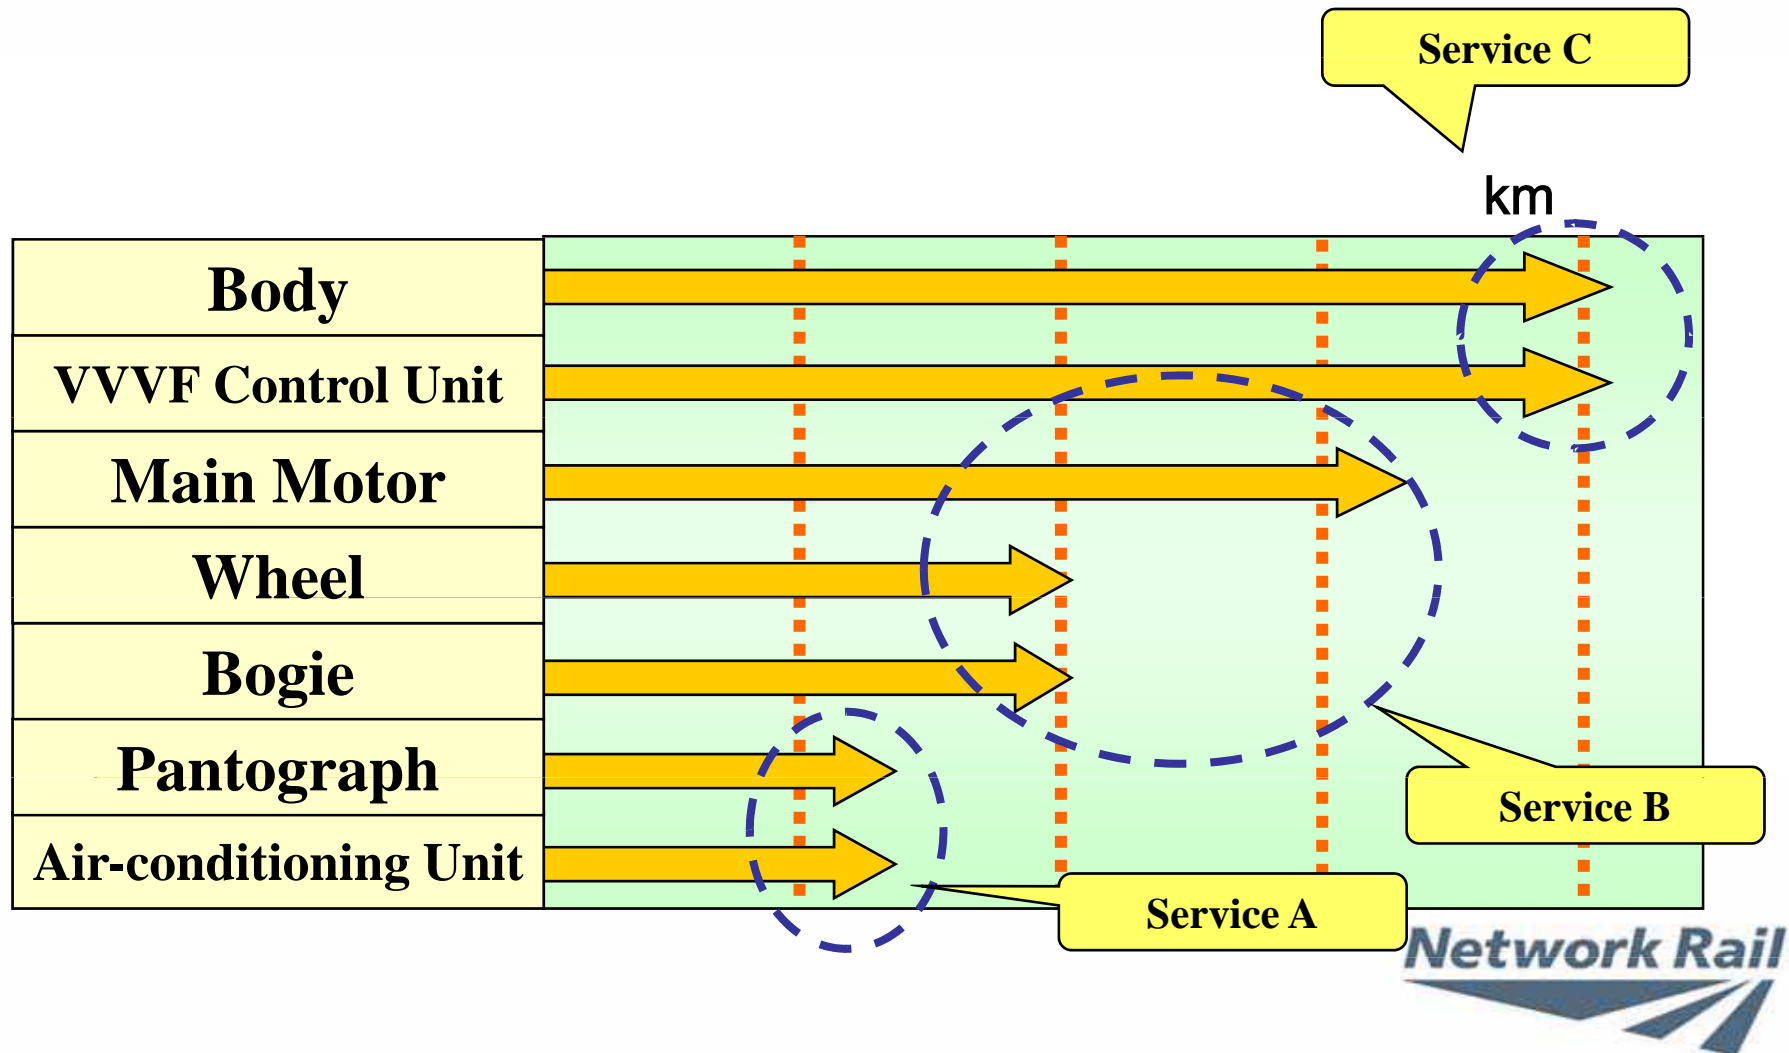 Service C
km
Body
VVVF Control Unit
Main Motor
Wheel
Bogie
Pantograph
Service B
Air-conditioning Unit
Service A
Network Rail